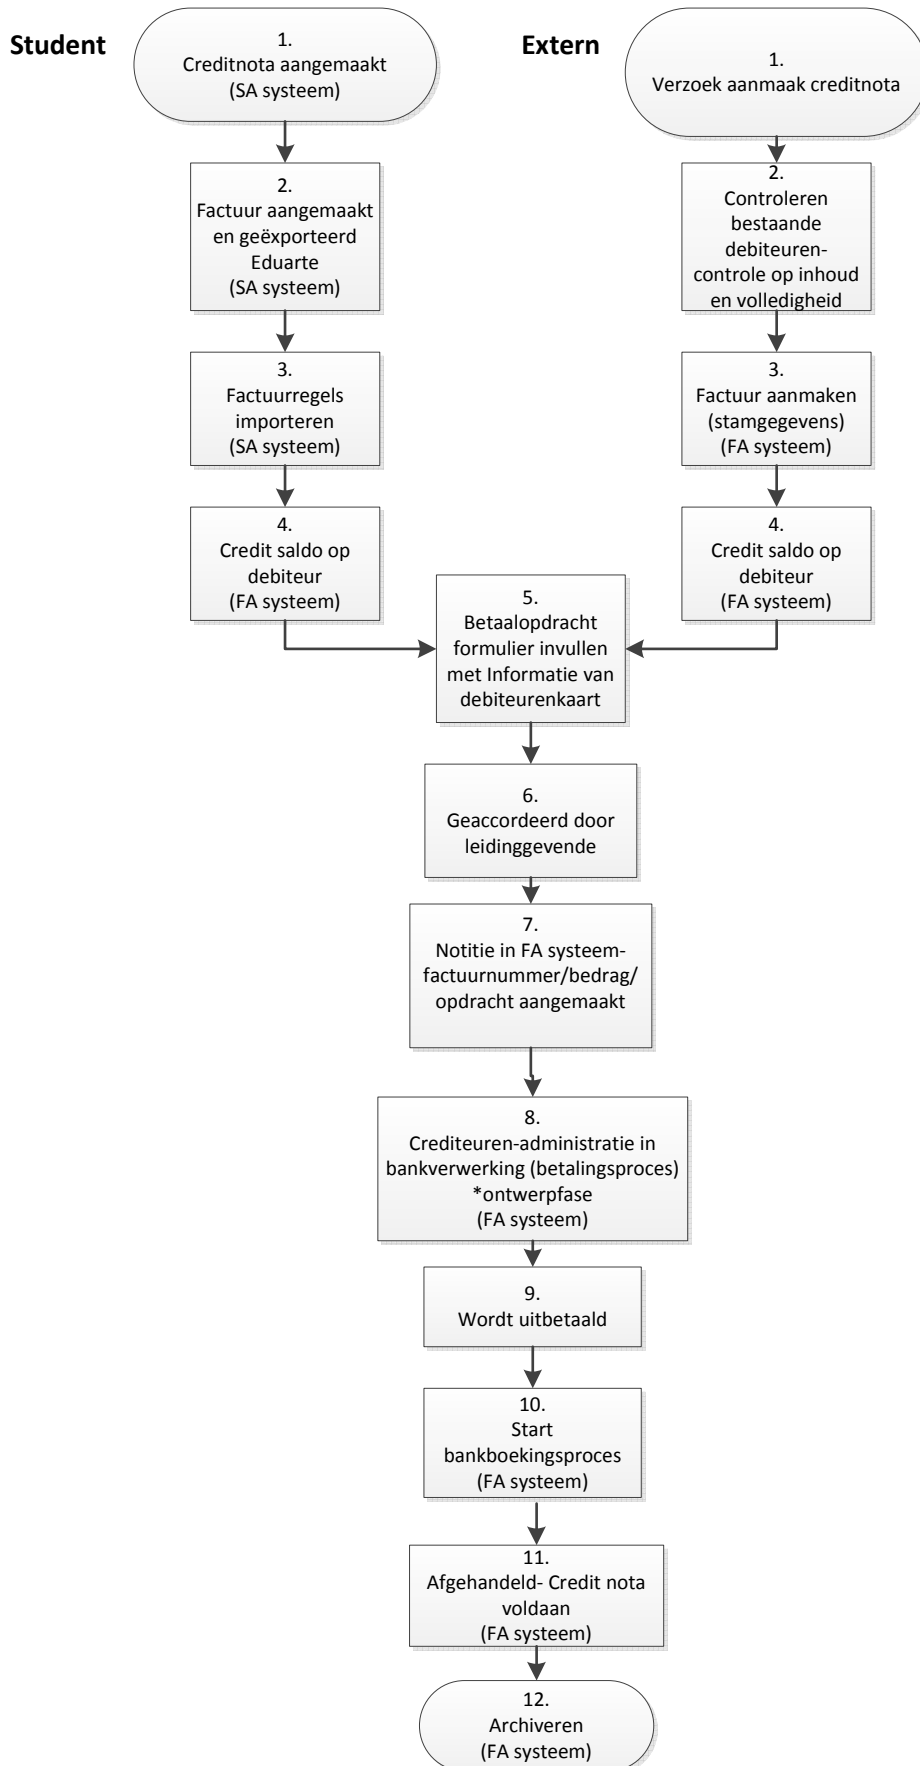 Student
1.
Creditnota aangemaakt
(SA systeem)
2.
Factuur aangemaakt
en geëxporteerd
Eduarte
(SA systeem)
3.
Factuurregels
importeren
(SA systeem)
4.
Credit saldo op
debiteur
(FA systeem)
Extern
1.
Verzoek aanmaak creditnota
2.
Controleren
bestaande
debiteuren-
controle op inhoud
en volledigheid
3.
Factuur aanmaken
(stamgegevens)
(FA systeem)
4.
Credit saldo op
debiteur
(FA systeem)
5.
Betaalopdracht
formulier invullen
met Informatie van
debiteurenkaart
6.
Geaccordeerd door
leidinggevende
7.
Notitie in FA systeem-
factuurnummer/bedrag/
opdracht aangemaakt
8.
Crediteuren-administratie in
bankverwerking (betalingsproces)
*ontwerpfase
(FA systeem)
9.
Wordt uitbetaald
10.
Start
bankboekingsproces
(FA systeem)
11.
Afgehandeld- Credit nota
voldaan
(FA systeem)
12.
Archiveren
(FA systeem)